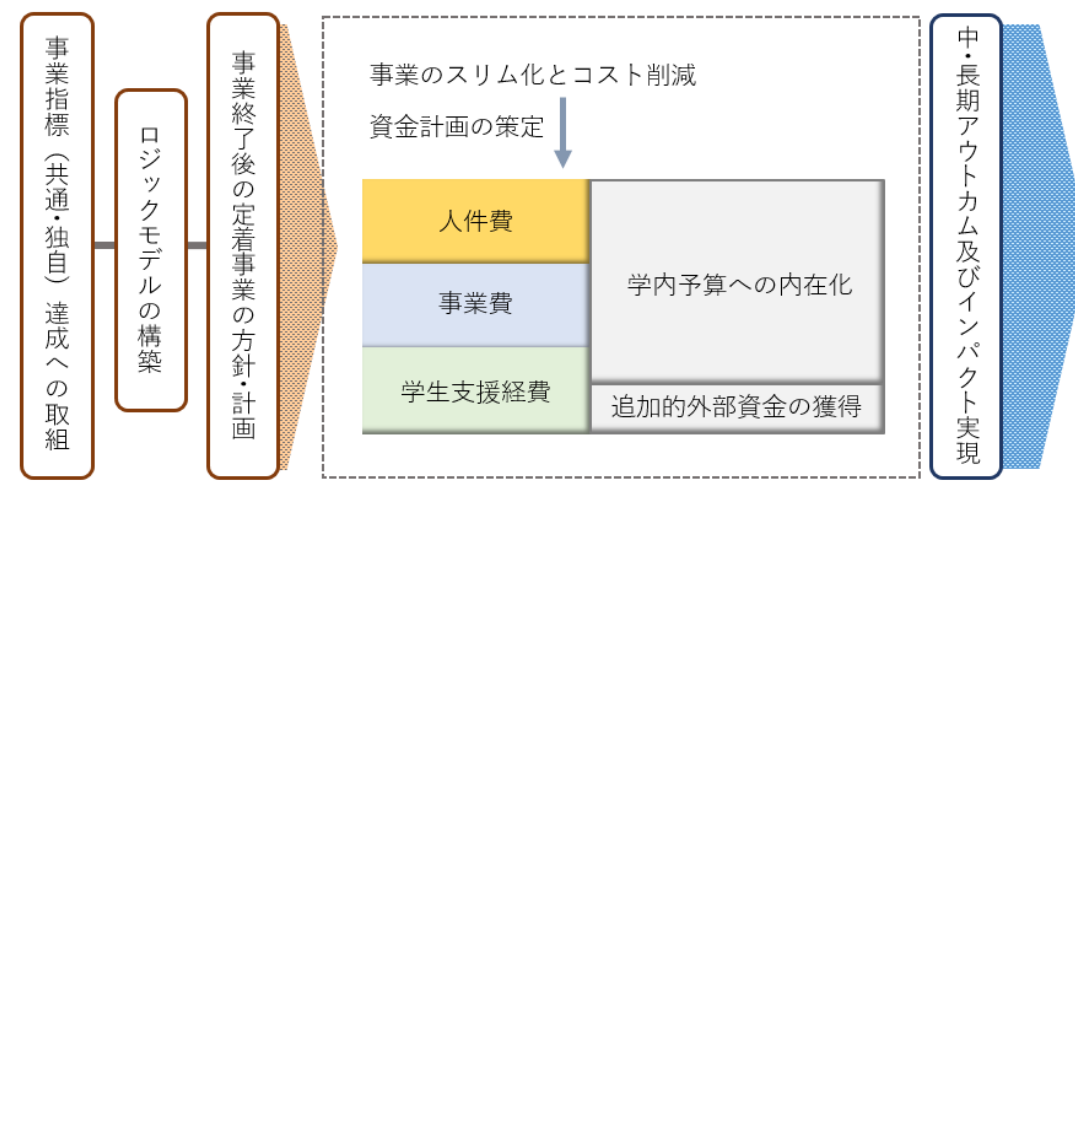 事業指標（共通・独自）達成への取組
ロジックモデルの構築
事業終了後の定着事業の方針・計画
事業のスリム化とコスト削減
資金計画の策定
人件費
事業費
学生支援経費
学内予算への内在化
追加的外部資金の獲得
中・長期アウトカム及びインパクト実現